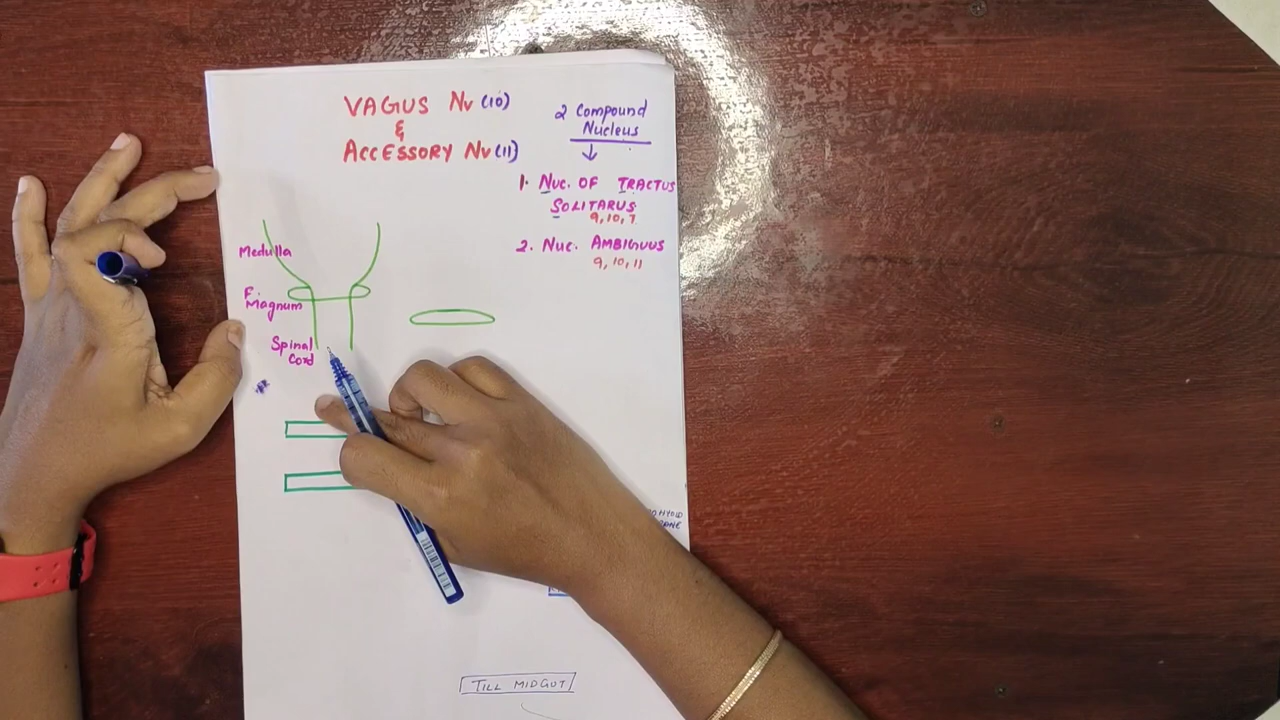 VAGUS Nv (10)
&
ACCESSORY Nv (11)
2 Compound
Nucleus
1. Nuc. OF TRACTUS
SOLITARUS
9, 10, 7
2. Nuc. AMBIGUUS
9, 10, 11
Medulla
F.
Magnum
Spinal
Cord
TILL MIDGUT